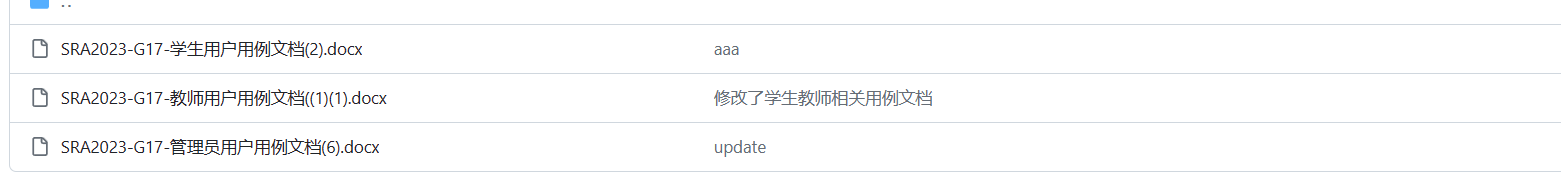 ..
SRA2023-G17-学生用户用例文档(2).docx aaa
SRA2023-G17-教师用户用例文档((1)(1).docx 修改了学生教师相关用例文档
SRA2023-G17-管理员用户用例文档(6).docx update